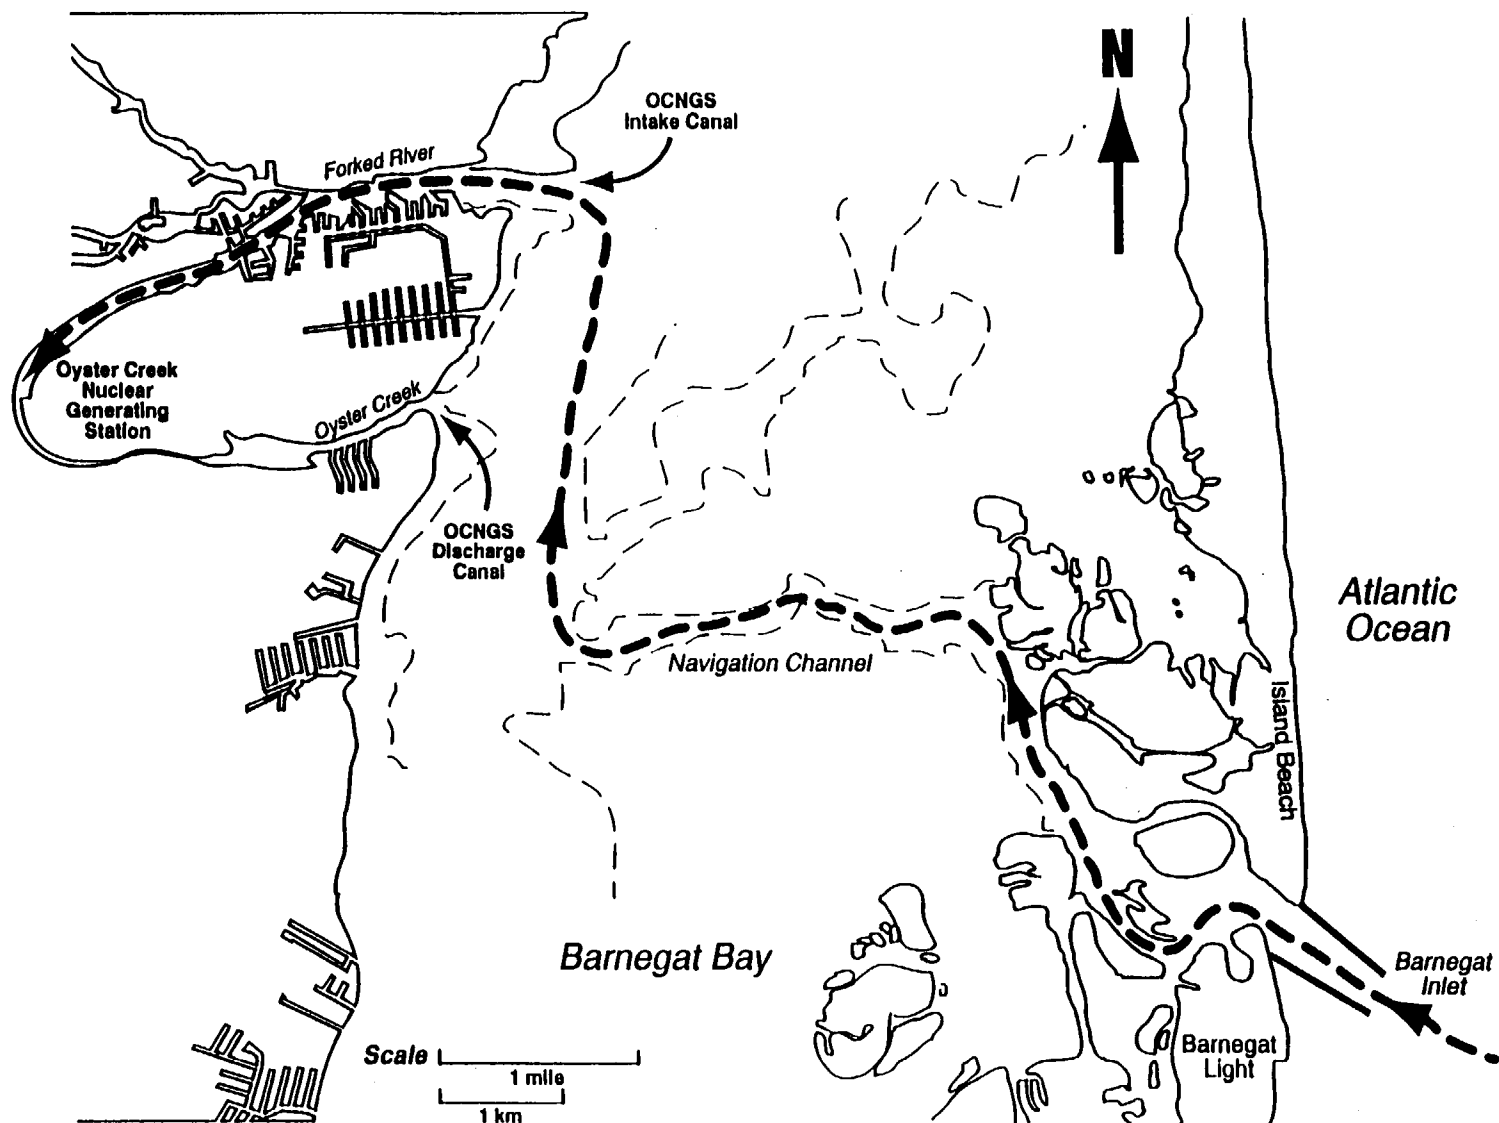 N
OCNGS
Intake Canal
Forked River
Oyster Creek
Nuclear
Generating
Station
Oyster Creek
OCNGS
Discharge
Canal
Atlantic
Ocean
Navigation Channel
Island Beach
Barnegat Bay
Barnegat
Inlet
Barnegat
Light
Scale
1 mile
1 km